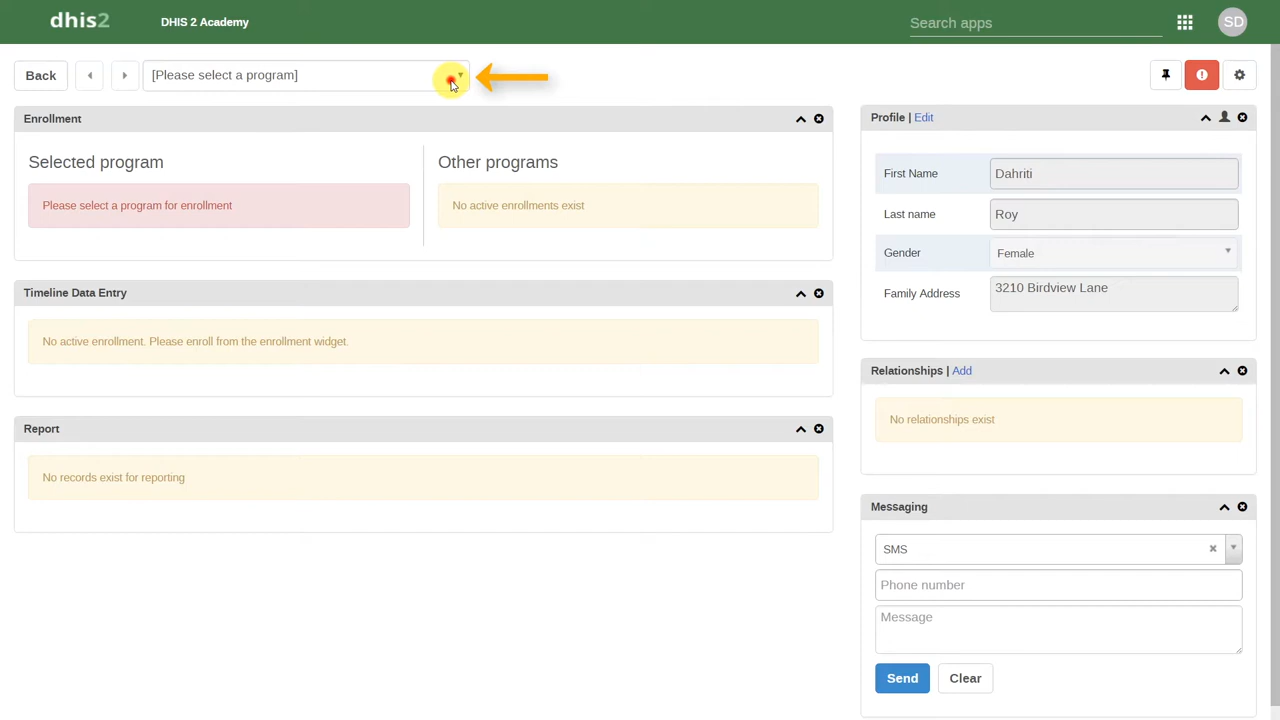 dhis2
DHIS 2 Academy
Search apps
SD
Back
[Please select a program]
Enrollment
Selected program
Please select a program for enrollment
Other programs
No active enrollments exist
Timeline Data Entry
No active enrollment. Please enroll from the enrollment widget.
Report
No records exist for reporting
Profile | Edit
First Name
Dahriti
Last name
Roy
Gender
Female
Family Address
3210 Birdview Lane
Relationships | Add
No relationships exist
Messaging
SMS
Phone number
Message
Send
Clear